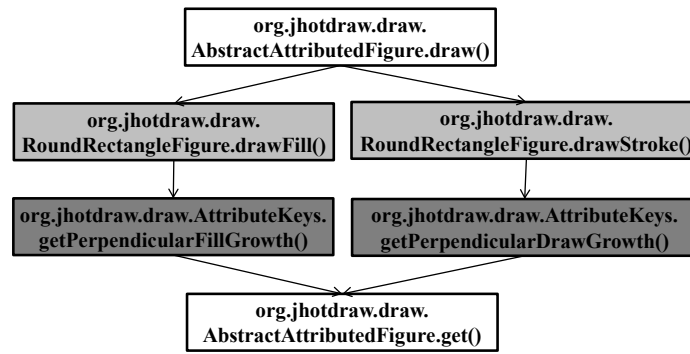 org.jhotdraw.draw.
AbstractAttributedFigure.draw()
org.jhotdraw.draw.
RoundRectangleFigure.drawFill()
org.jhotdraw.draw.
RoundRectangleFigure.drawStroke()
org.jhotdraw.draw.AttributeKeys.
getPerpendicularFillGrowth()
org.jhotdraw.draw.AttributeKeys.
getPerpendicularDrawGrowth()
org.jhotdraw.draw.
AbstractAttributedFigure.get()